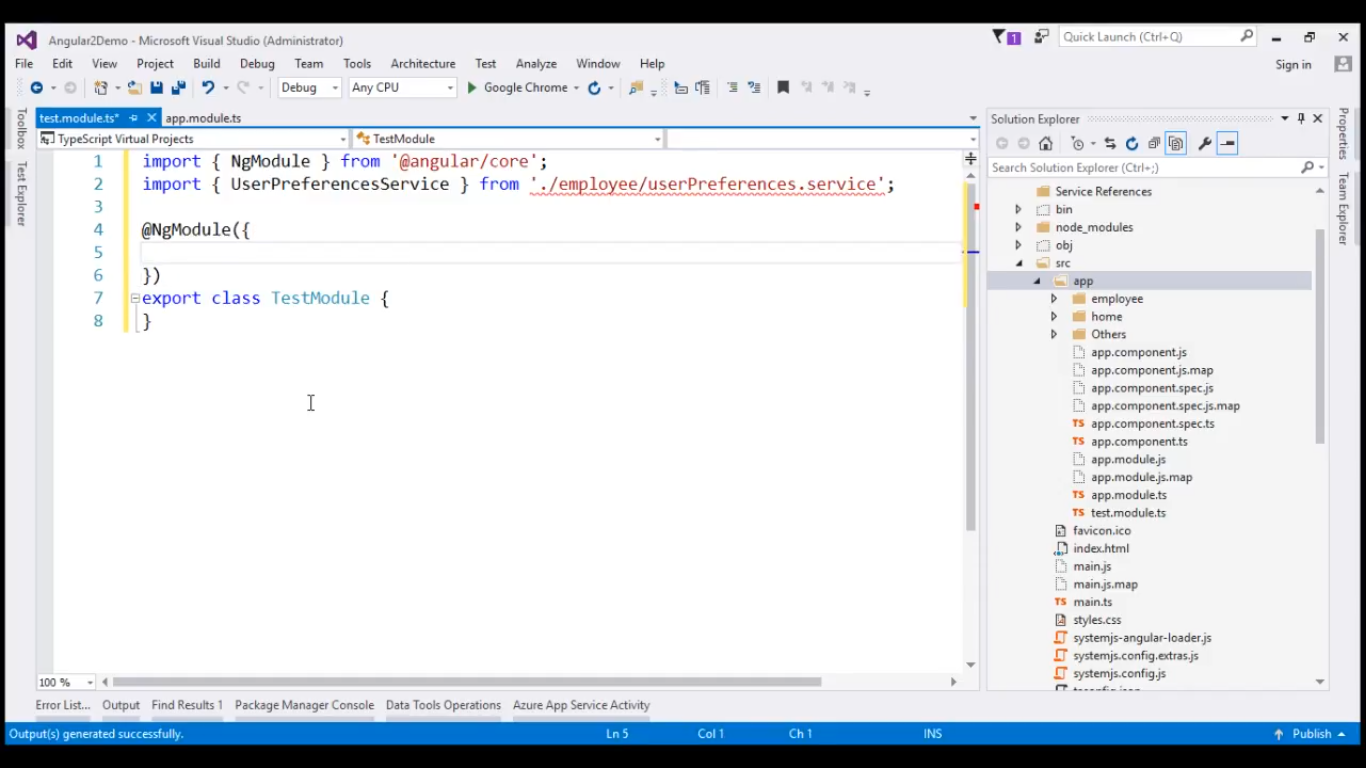 Angular2Demo - Microsoft Visual Studio (Administrator)
1
Quick Launch (Ctrl+Q)
File Edit View Project Build Debug Team Tools Architecture Test Analyze Window Help
Sign in
Debug Any CPU Google Chrome
Toolbox
Test Explorer
test.module.ts* app.module.ts
TypeScript Virtual Projects TestModule
1 import { NgModule } from '@angular/core';
2 import { UserPreferencesService } from './employee/userPreferences.service';
3
4 @NgModule({
5
6 })
7 export class TestModule {
8 }
100 %
Error List... Output Find Results 1 Package Manager Console Data Tools Operations Azure App Service Activity
Output(s) generated successfully. Ln 5 Col 1 Ch 1 INS Publish
Solution Explorer
Search Solution Explorer (Ctrl+;)
Service References
bin
node_modules
obj
src
app
employee
home
Others
app.component.js
app.component.js.map
app.component.spec.js
app.component.spec.js.map
TS app.component.spec.ts
TS app.component.ts
app.module.js
app.module.js.map
TS app.module.ts
TS test.module.ts
favicon.ico
index.html
main.js
main.js.map
TS main.ts
styles.css
systemjs-angular-loader.js
systemjs.config.extras.js
systemjs.config.js
Properties
Team Explorer